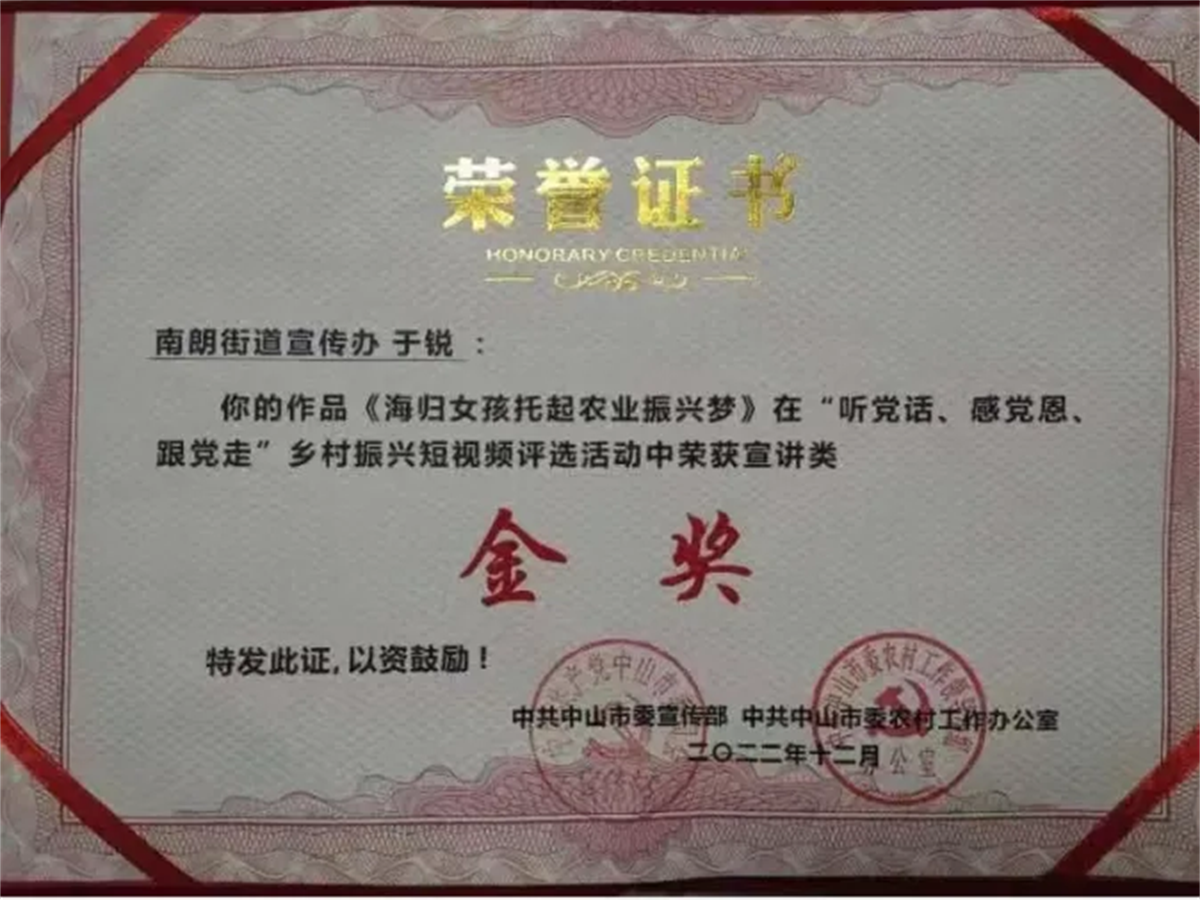 荣誉证书
HONORARY CREDENTIAL
南朗街道宣传办 于锐 ：
你的作品《海归女孩托起农业振兴梦》在“听党话、感党恩、
跟党走”乡村振兴短视频评选活动中荣获宣讲类
金 奖
特发此证,以资鼓励！
中共中山市委宣传部 中共中山市委农村工作办公室
二〇二二年十二月